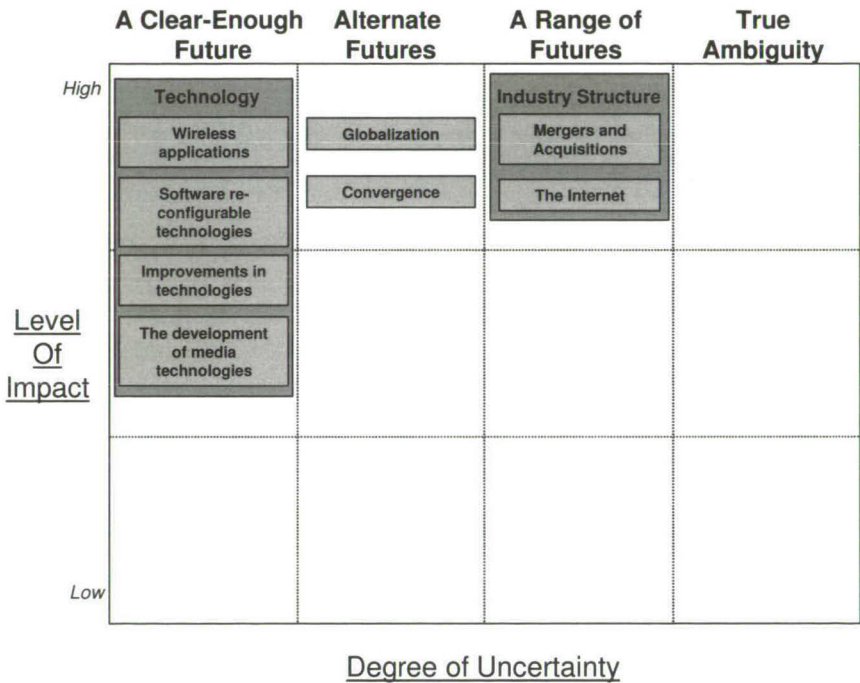 A Clear-Enough
Future
Alternate
Futures
A Range of
Futures
True
Ambiguity
High
Technology
Wireless
applications
Software re-
configurable
technologies
Improvements in
technologies
The development
of media
technologies
Globalization
Convergence
Industry Structure
Mergers and
Acquisitions
The Internet
Level
Of
Impact
Low
Degree of Uncertainty